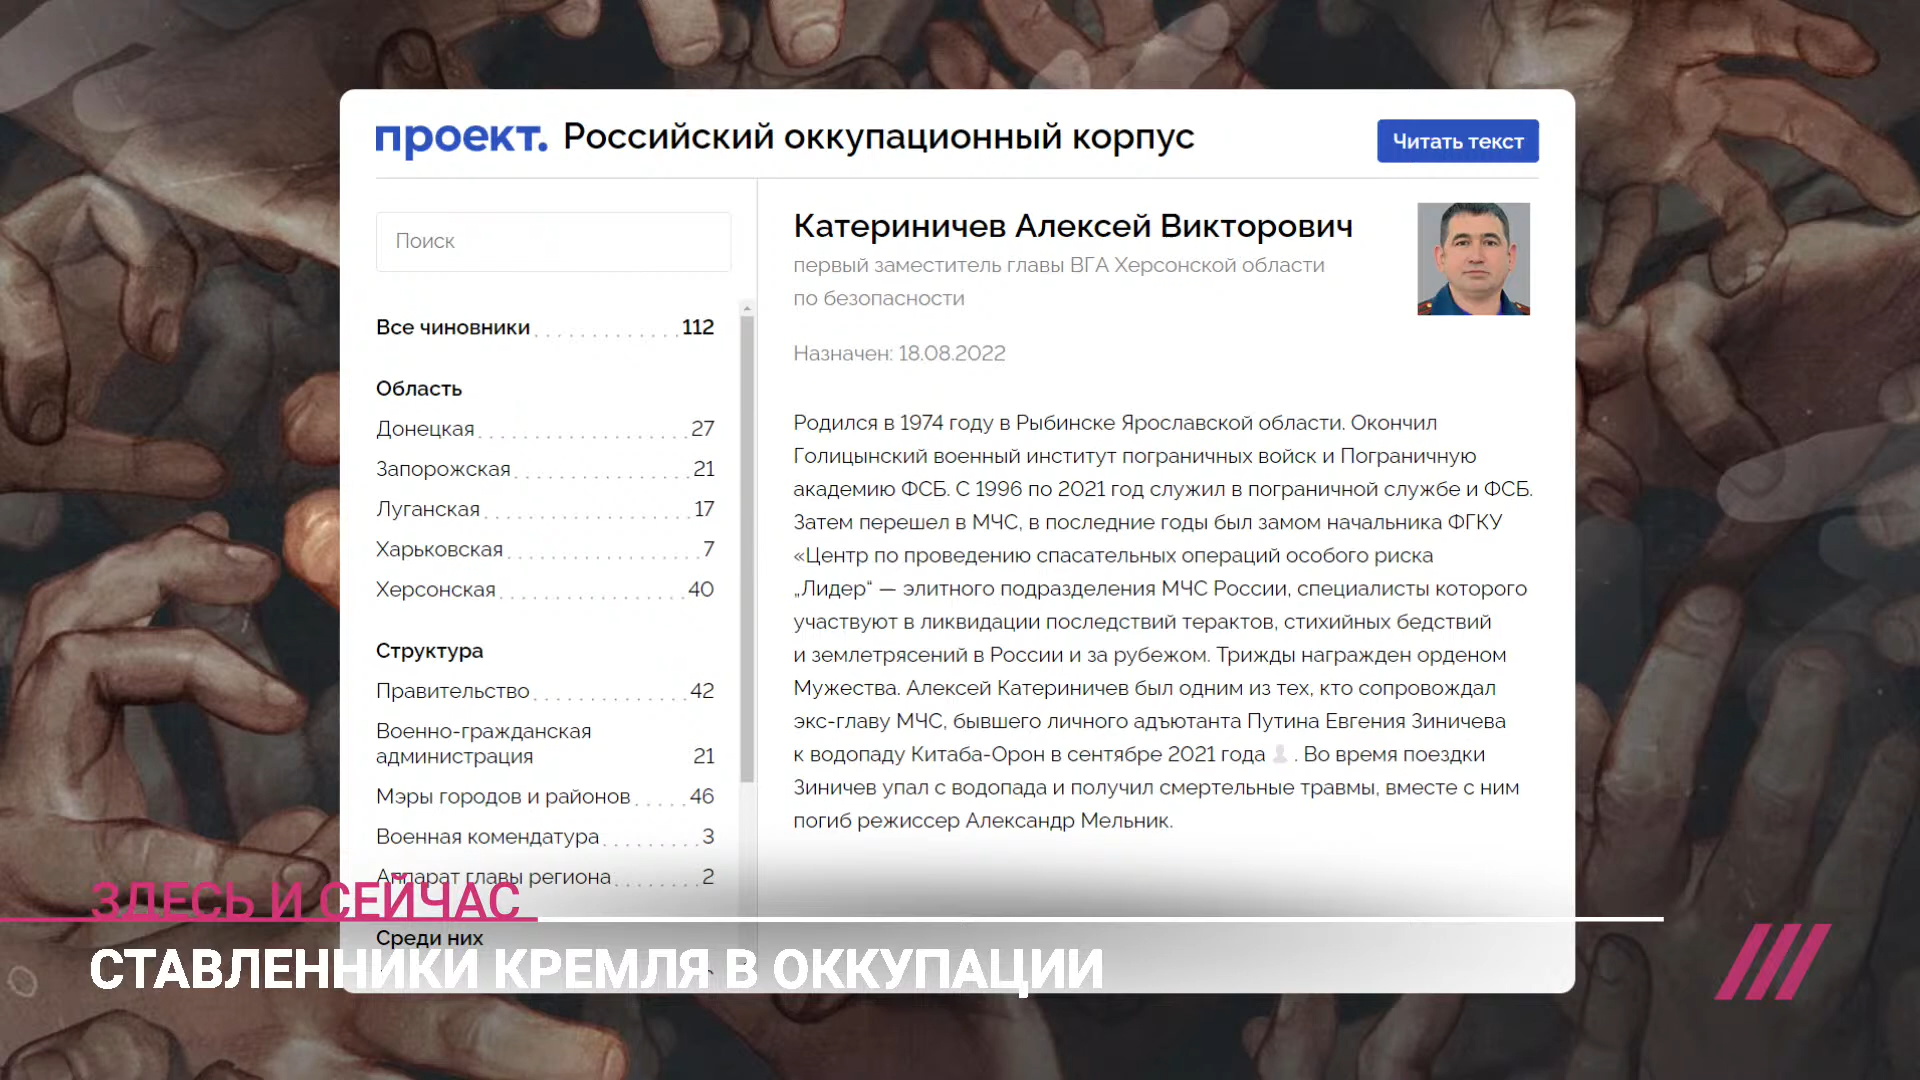 проект. Российский оккупационный корпус
Читать текст
Поиск
Все чиновники 112
Область
Донецкая 27
Запорожская 21
Луганская 17
Харьковская 7
Херсонская 40
Структура
Правительство 42
Военно-гражданская
администрация 21
Мэры городов и районов 46
Военная комендатура 3
Аппарат главы региона 2
Среди них
Катериничев Алексей Викторович
первый заместитель главы ВГА Херсонской области
по безопасности
Назначен: 18.08.2022
Родился в 1974 году в Рыбинске Ярославской области. Окончил
Голицынский военный институт пограничных войск и Пограничную
академию ФСБ. С 1996 по 2021 год служил в пограничной службе и ФСБ.
Затем перешел в МЧС, в последние годы был замом начальника ФГКУ
«Центр по проведению спасательных операций особого риска
„Лидер“ — элитного подразделения МЧС России, специалисты которого
участвуют в ликвидации последствий терактов, стихийных бедствий
и землетрясений в России и за рубежом. Трижды награжден орденом
Мужества. Алексей Катериничев был одним из тех, кто сопровождал
экс-главу МЧС, бывшего личного адъютанта Путина Евгения Зиничева
к водопаду Китаба-Орон в сентябре 2021 года . Во время поездки
Зиничев упал с водопада и получил смертельные травмы, вместе с ним
погиб режиссер Александр Мельник.
ЗДЕСЬ И СЕЙЧАС
СТАВЛЕННИКИ КРЕМЛЯ В ОККУПАЦИИ